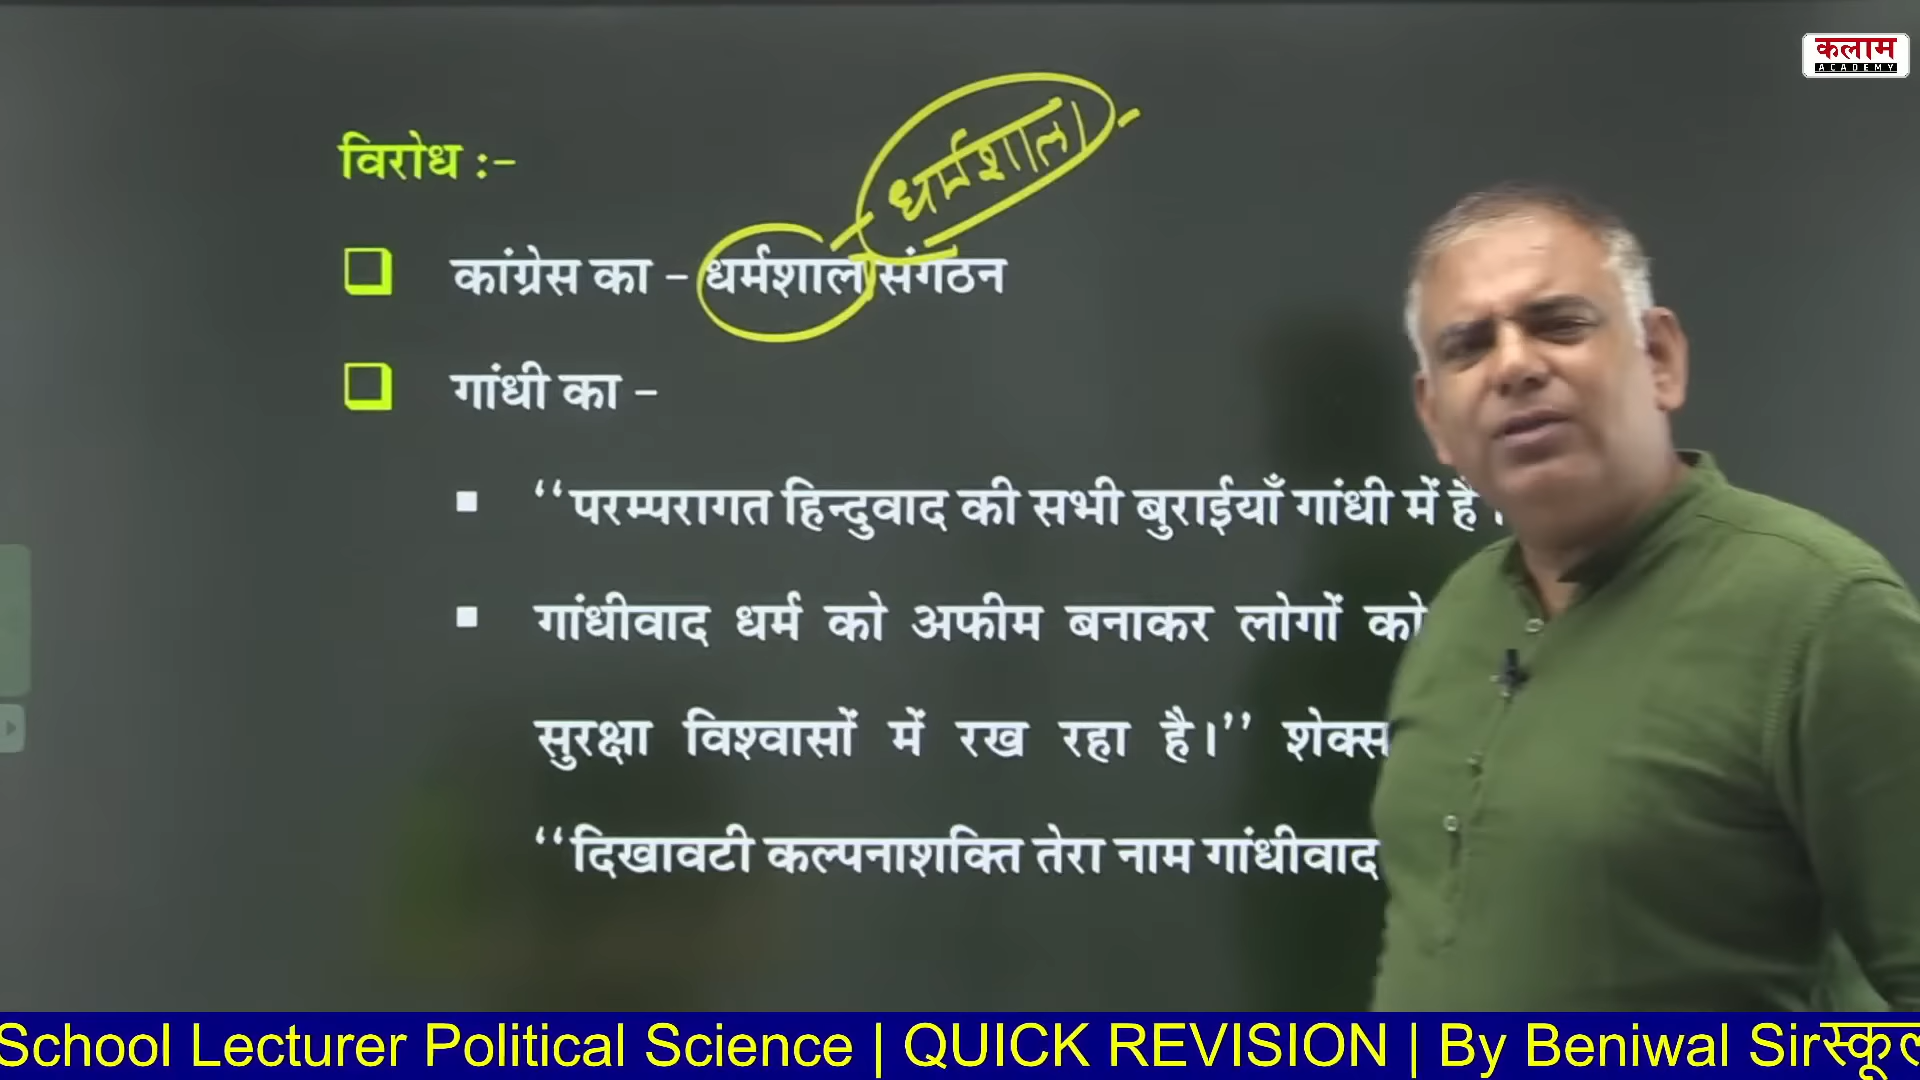 कलाम
ACADEMY
धर्मशाला
विरोध :-
❑ कांग्रेस का - धर्मशाल संगठन
❑ गांधी का -
▪ ‘‘परम्परागत हिन्दुवाद की सभी बुराईयाँ गांधी में है
▪ गांधीवाद धर्म को अफीम बनाकर लोगों को
सुरक्षा विश्वासों में रख रहा है।’’ शेक्स
‘‘दिखावटी कल्पनाशक्ति तेरा नाम गांधीवाद
School Lecturer Political Science | QUICK REVISION | By Beniwal Sir